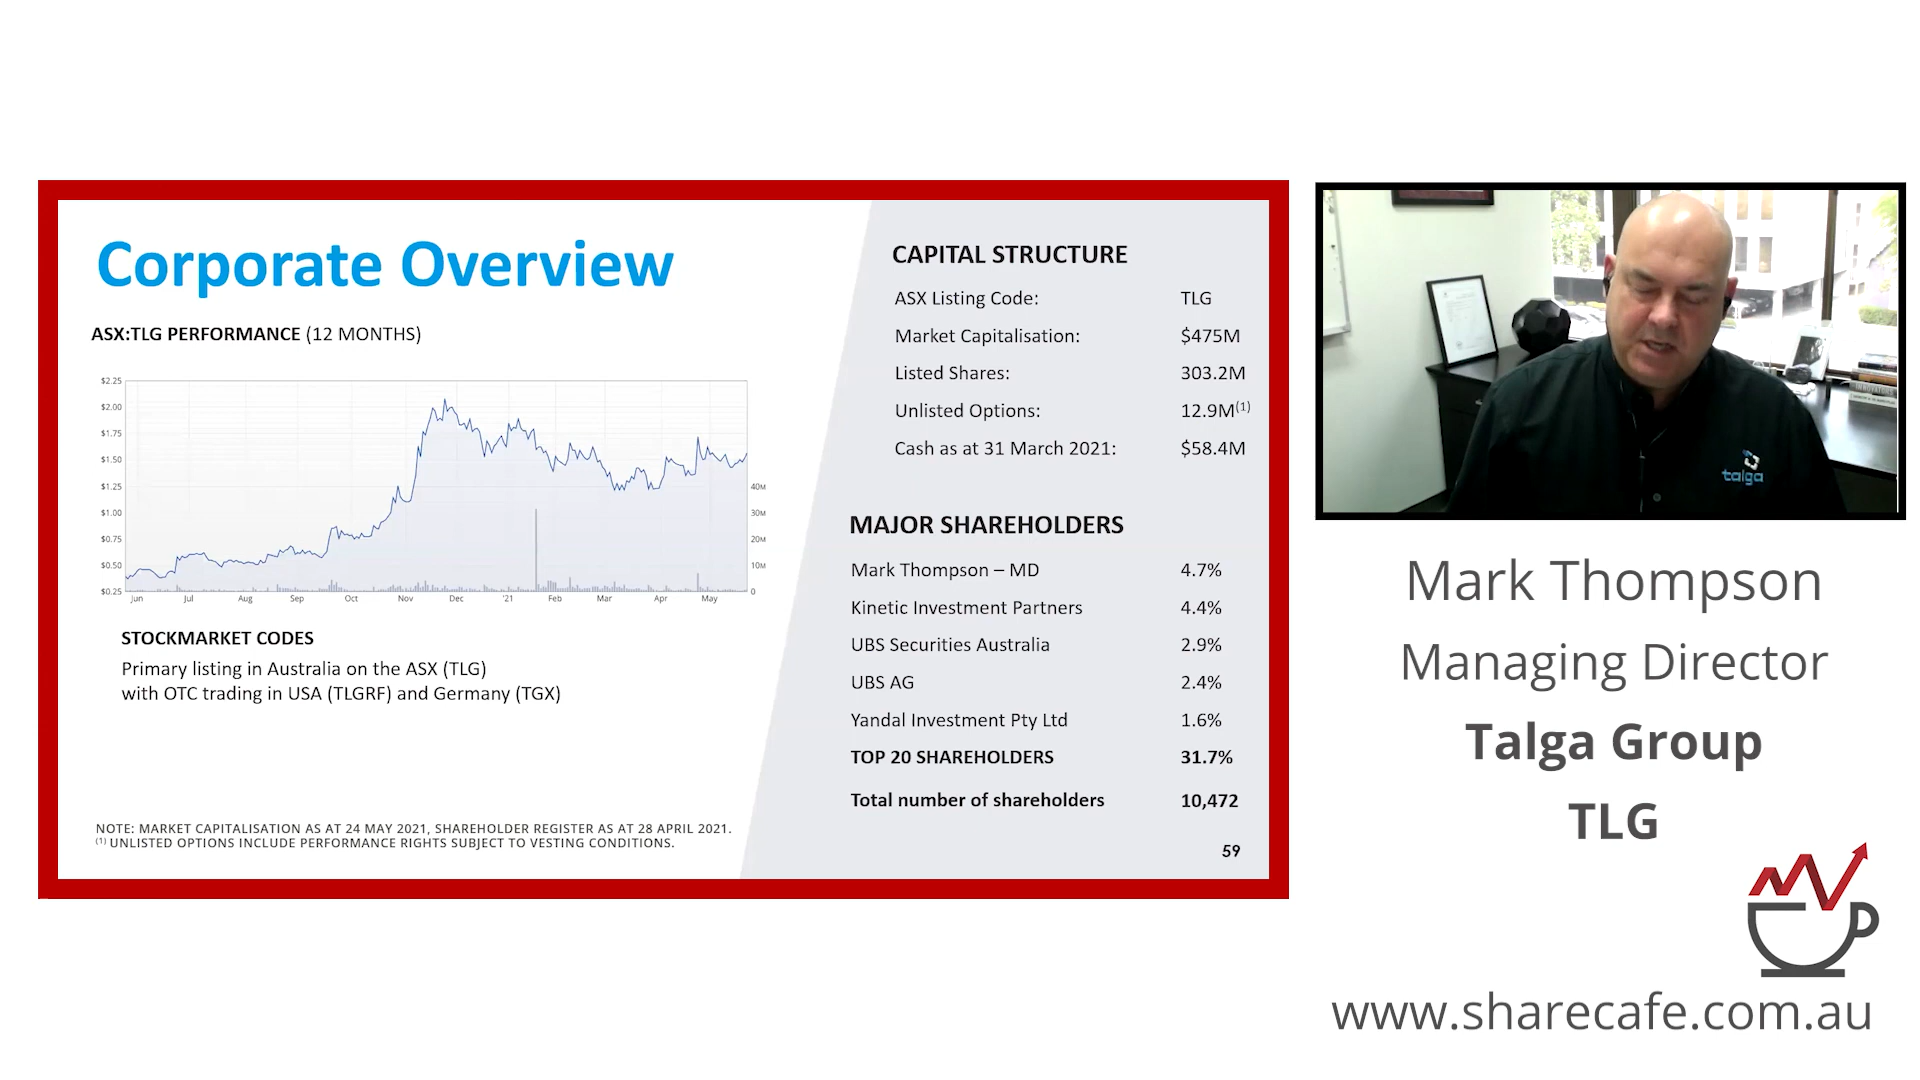 Corporate Overview
ASX:TLG PERFORMANCE (12 MONTHS)
$2.25
$2.00
$1.75
$1.50
$1.25
$1.00
$0.75
$0.50
$0.25
40M
30M
20M
10M
0
Jun Jul Aug Sep Oct Nov Dec '21 Feb Mar Apr May
STOCKMARKET CODES
Primary listing in Australia on the ASX (TLG)
with OTC trading in USA (TLGRF) and Germany (TGX)
NOTE: MARKET CAPITALISATION AS AT 24 MAY 2021, SHAREHOLDER REGISTER AS AT 28 APRIL 2021.
(1) UNLISTED OPTIONS INCLUDE PERFORMANCE RIGHTS SUBJECT TO VESTING CONDITIONS.
CAPITAL STRUCTURE
ASX Listing Code: TLG
Market Capitalisation: $475M
Listed Shares: 303.2M
Unlisted Options: 12.9M(1)
Cash as at 31 March 2021: $58.4M
MAJOR SHAREHOLDERS
Mark Thompson – MD 4.7%
Kinetic Investment Partners 4.4%
UBS Securities Australia 2.9%
UBS AG 2.4%
Yandal Investment Pty Ltd 1.6%
TOP 20 SHAREHOLDERS 31.7%
Total number of shareholders 10,472
59
talga
Mark Thompson
Managing Director
Talga Group
TLG
www.sharecafe.com.au